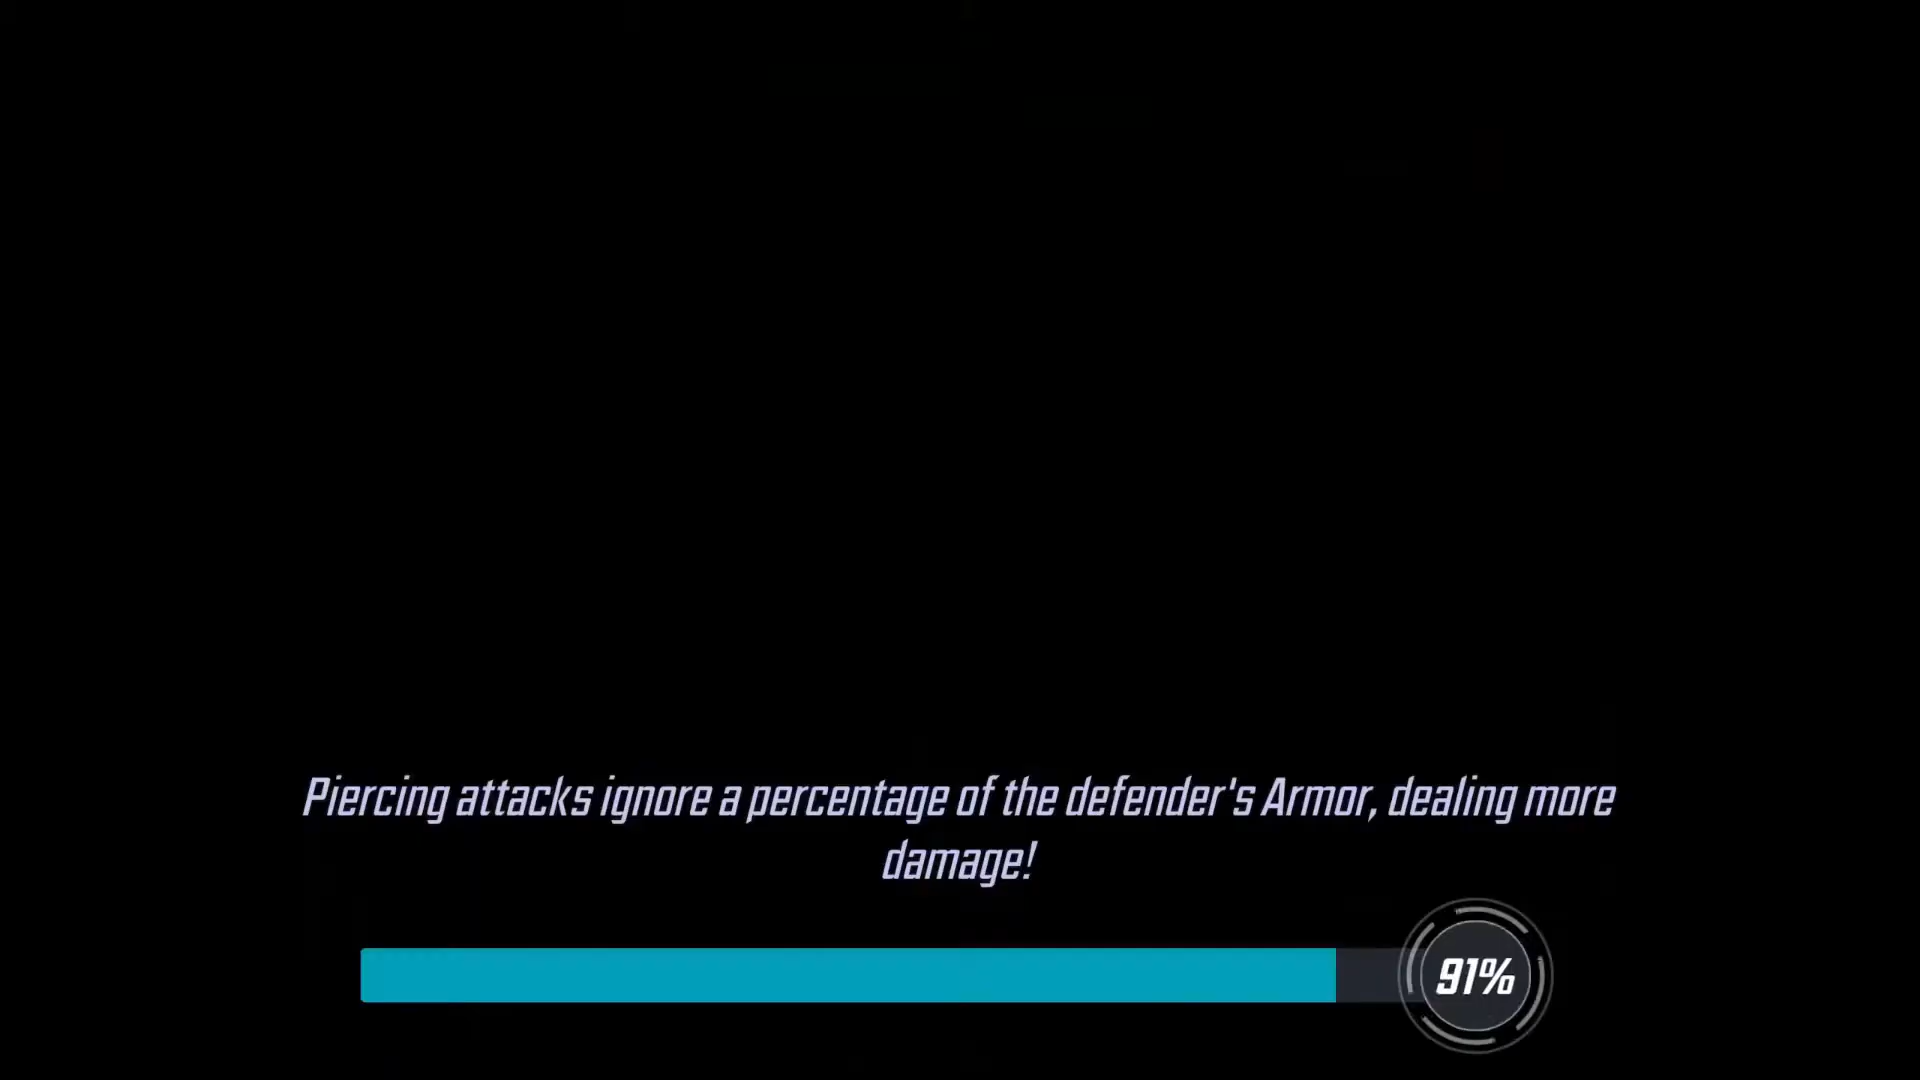 Piercing attacks ignore a percentage of the defender's Armor, dealing more
damage!
91%